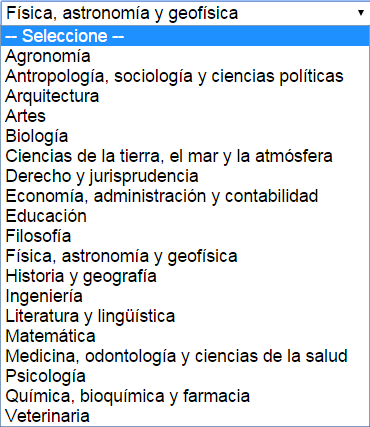 Física, astronomía y geofísica
-- Seleccione --
Agronomía
Antropología, sociología y ciencias políticas
Arquitectura
Artes
Biología
Ciencias de la tierra, el mar y la atmósfera
Derecho y jurisprudencia
Economía, administración y contabilidad
Educación
Filosofía
Física, astronomía y geofísica
Historia y geografía
Ingeniería
Literatura y lingüística
Matemática
Medicina, odontología y ciencias de la salud
Psicología
Química, bioquímica y farmacia
Veterinaria